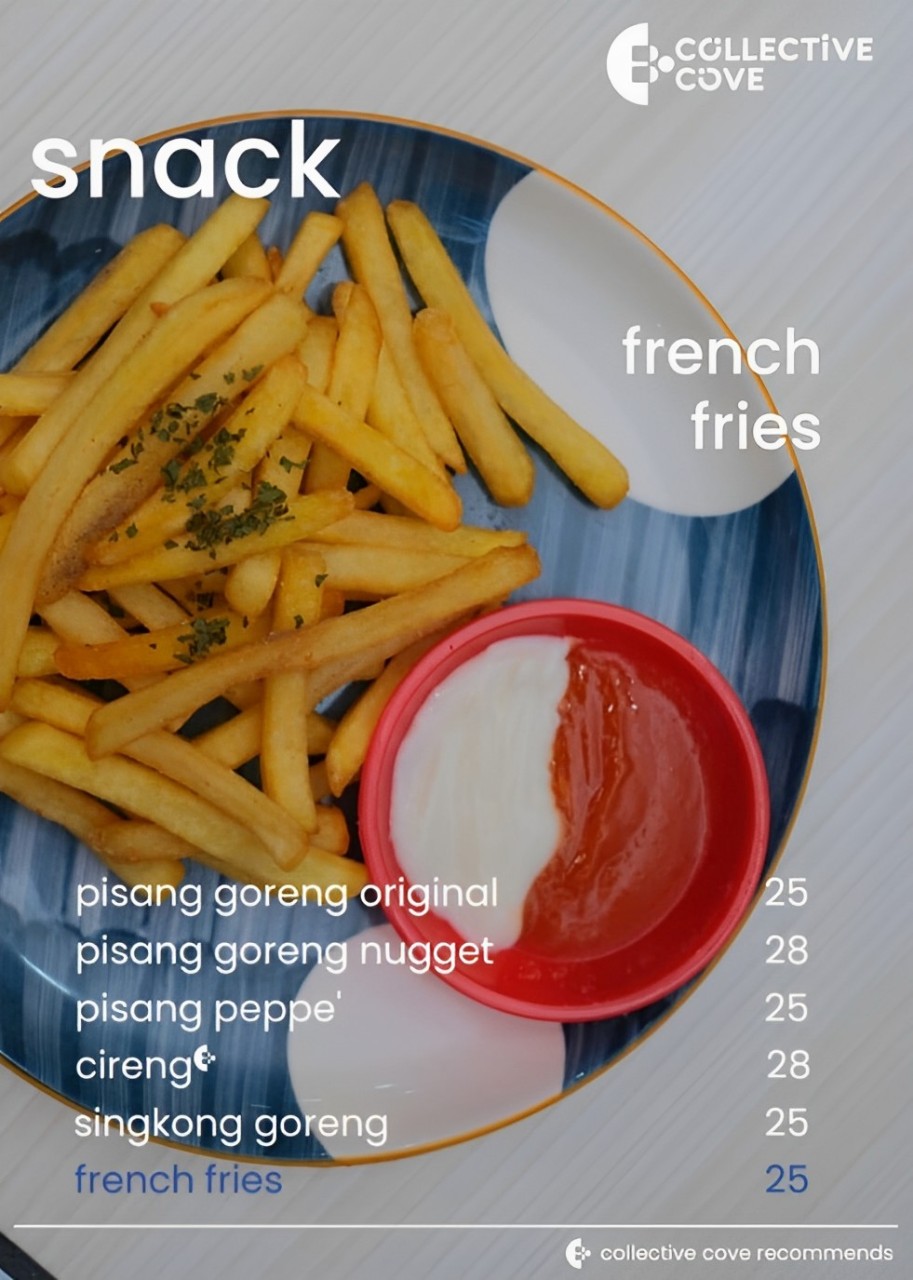 COLLECTIVE
COVE
snack
french
fries
pisang goreng original 25
pisang goreng nugget 28
pisang peppe' 25
cireng 28
singkong goreng 25
french fries 25
collective cove recommends